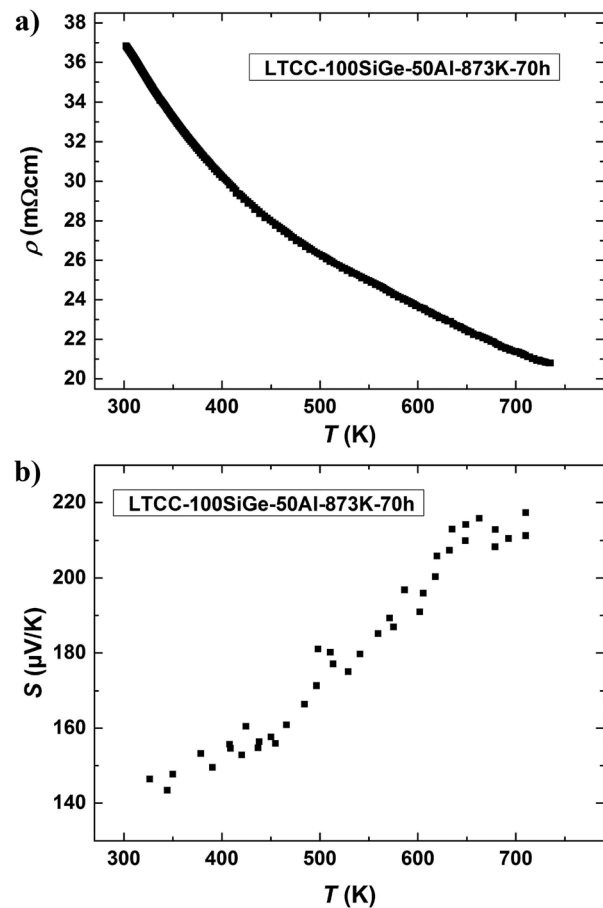 a)
38
36
34
32
30
28
26
24
22
20
ρ (mΩcm)
LTCC-100SiGe-50Al-873K-70h
300 400 500 600 700
T (K)
b)
220
200
180
160
140
S (µV/K)
LTCC-100SiGe-50Al-873K-70h
300 400 500 600 700
T (K)